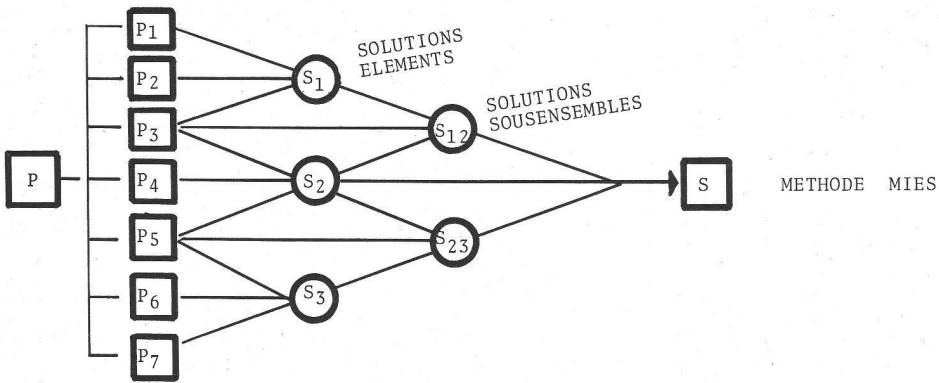 P1
P2
P3
P
P4
P5
P6
P7
S1
S2
S3
SOLUTIONS
ELEMENTS
S12
S23
SOLUTIONS
SOUSENSEMBLES
S
METHODE MIES